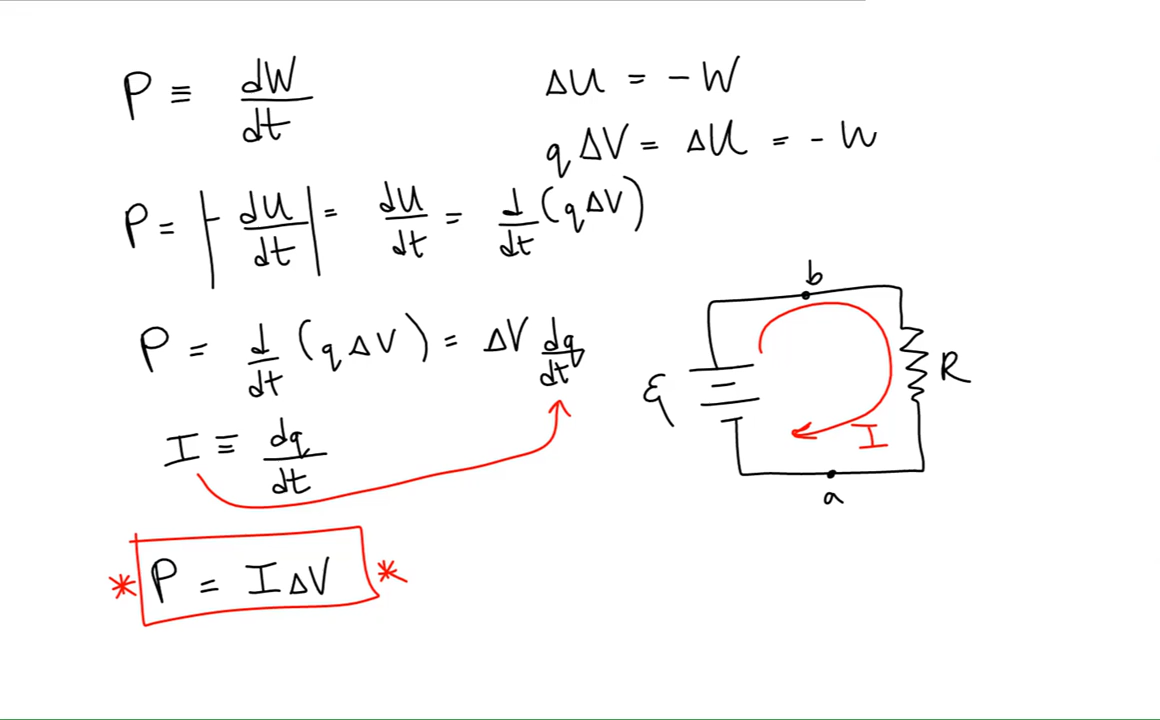 P ≡ dW/dt
ΔU = -W
qΔV = ΔU = -W
P = |-dU/dt| = dU/dt = d/dt (qΔV)
P = d/dt (qΔV) = ΔV dq/dt
I ≡ dq/dt
* P = IΔV *
b
ℰ
R
I
a